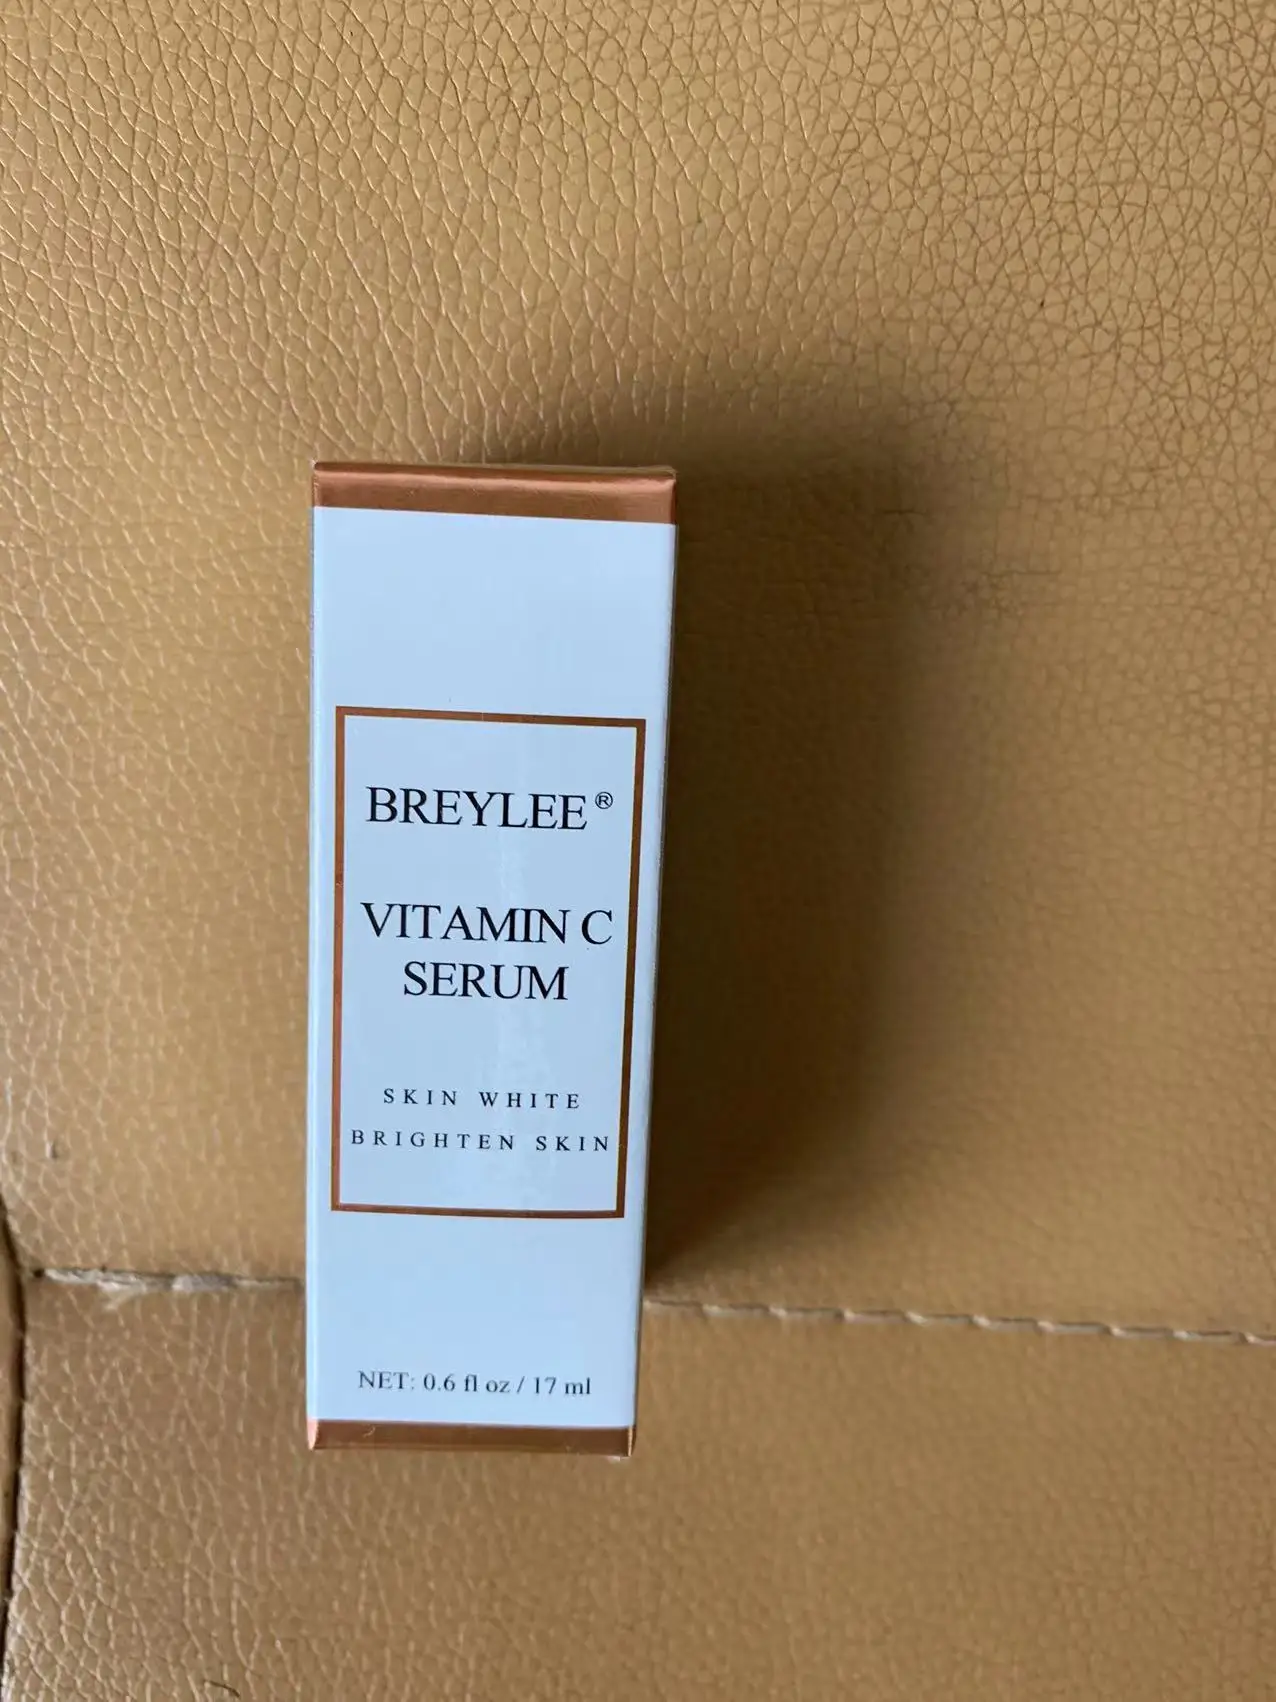 BREYLEE®
VITAMIN C
SERUM
SKIN WHITE
BRIGHTEN SKIN
NET: 0.6 fl oz / 17 ml